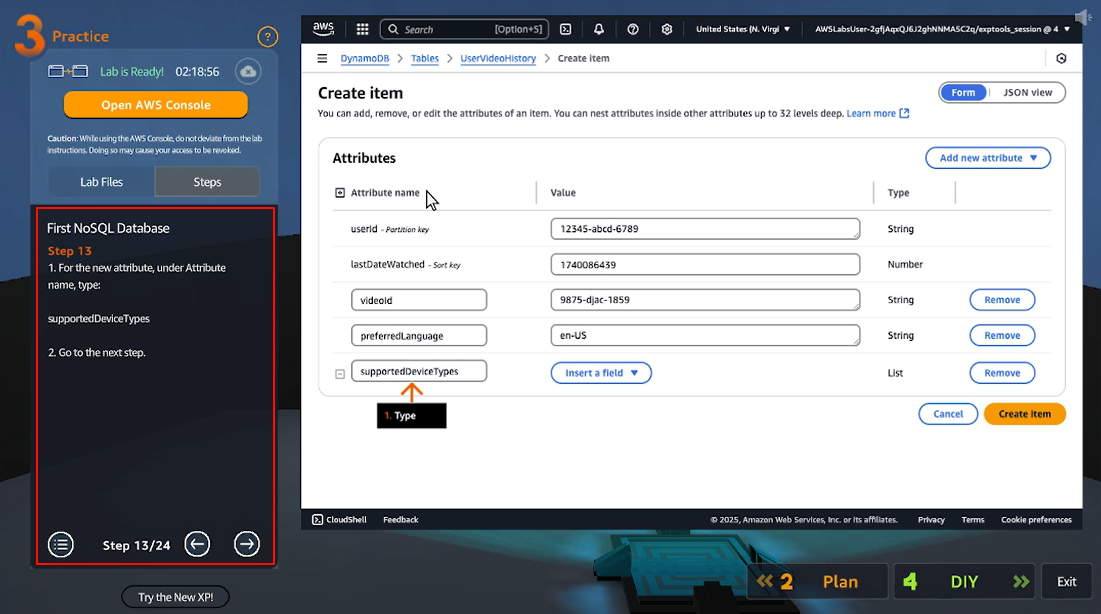 3 Practice
?
Lab is Ready! 02:18:56
Open AWS Console
Caution: While using the AWS Console, do not deviate from the lab
instructions. Doing so may cause your access to be revoked.
Lab Files
Steps
First NoSQL Database
Step 13
1. For the new attribute, under Attribute
name, type:
supportedDeviceTypes
2. Go to the next step.
Step 13/24
Try the New XP!
aws
Search [Option+S]
United States (N. Virgi
AWSLabsUser-2gfjAqxQJ6J2ghNNMA5C2q/exptools_session @ 4
DynamoDB > Tables > UserVideoHistory > Create item
Create item
Form
JSON view
You can add, remove, or edit the attributes of an item. You can nest attributes inside other attributes up to 32 levels deep. Learn more
Attributes
Add new attribute
Attribute name Value Type
userId - Partition key 12345-abcd-6789 String
lastDateWatched - Sort key 1740086439 Number
videoId 9875-djac-1859 String Remove
preferredLanguage en-US String Remove
supportedDeviceTypes Insert a field List Remove
1. Type
Cancel
Create item
CloudShell Feedback © 2025, Amazon Web Services, Inc. or its affiliates. Privacy Terms Cookie preferences
2 Plan
4 DIY
Exit